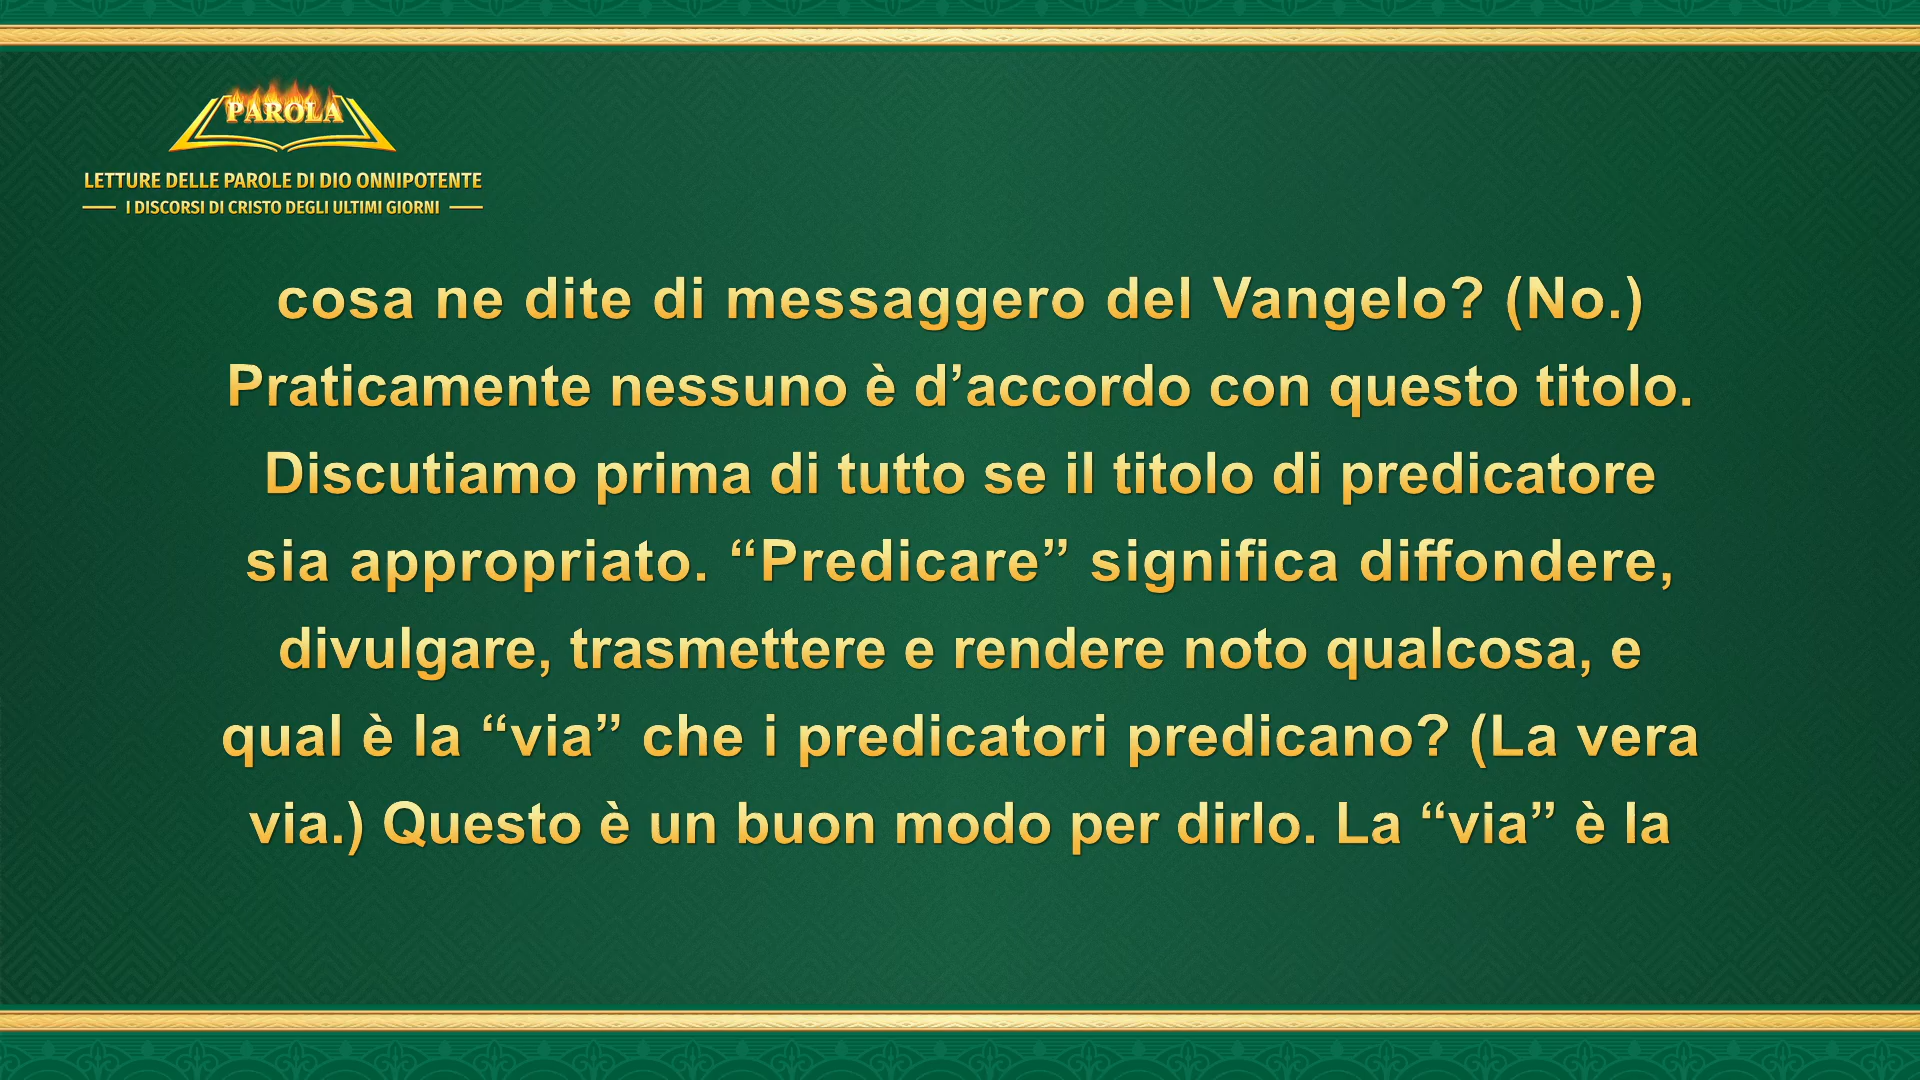 PAROLA
LETTURE DELLE PAROLE DI DIO ONNIPOTENTE
I DISCORSI DI CRISTO DEGLI ULTIMI GIORNI
cosa ne dite di messaggero del Vangelo? (No.)
Praticamente nessuno è d’accordo con questo titolo.
Discutiamo prima di tutto se il titolo di predicatore
sia appropriato. “Predicare” significa diffondere,
divulgare, trasmettere e rendere noto qualcosa, e
qual è la “via” che i predicatori predicano? (La vera
via.) Questo è un buon modo per dirlo. La “via” è la